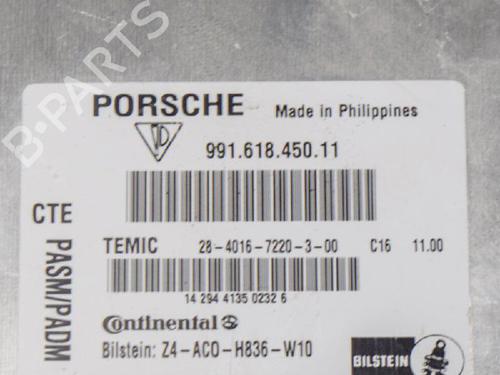 B-PARTS
PORSCHE Made in Philippines
991.618.450.11
CTE
PASM/PADM
TEMIC 28-4016-7220-3-00 C16 11.00
14 294 4135 0232 6
Continental
Bilstein: Z4-ACO-H836-W10
BILSTEIN